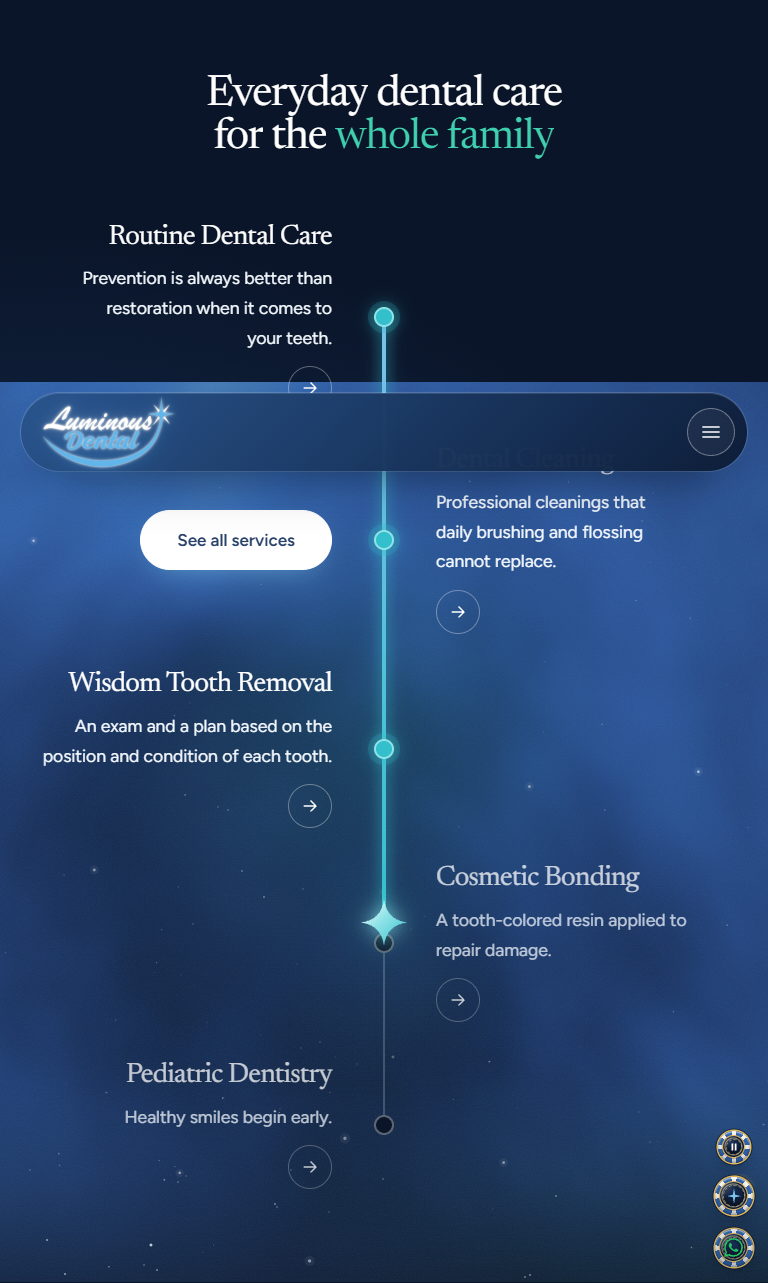 Everyday dental care
for the whole family
Routine Dental Care
Prevention is always better than
restoration when it comes to
your teeth.
Luminous
Dental
Dental Cleaning
Professional cleanings that
daily brushing and flossing
cannot replace.
See all services
Wisdom Tooth Removal
An exam and a plan based on the
position and condition of each tooth.
Cosmetic Bonding
A tooth-colored resin applied to
repair damage.
Pediatric Dentistry
Healthy smiles begin early.